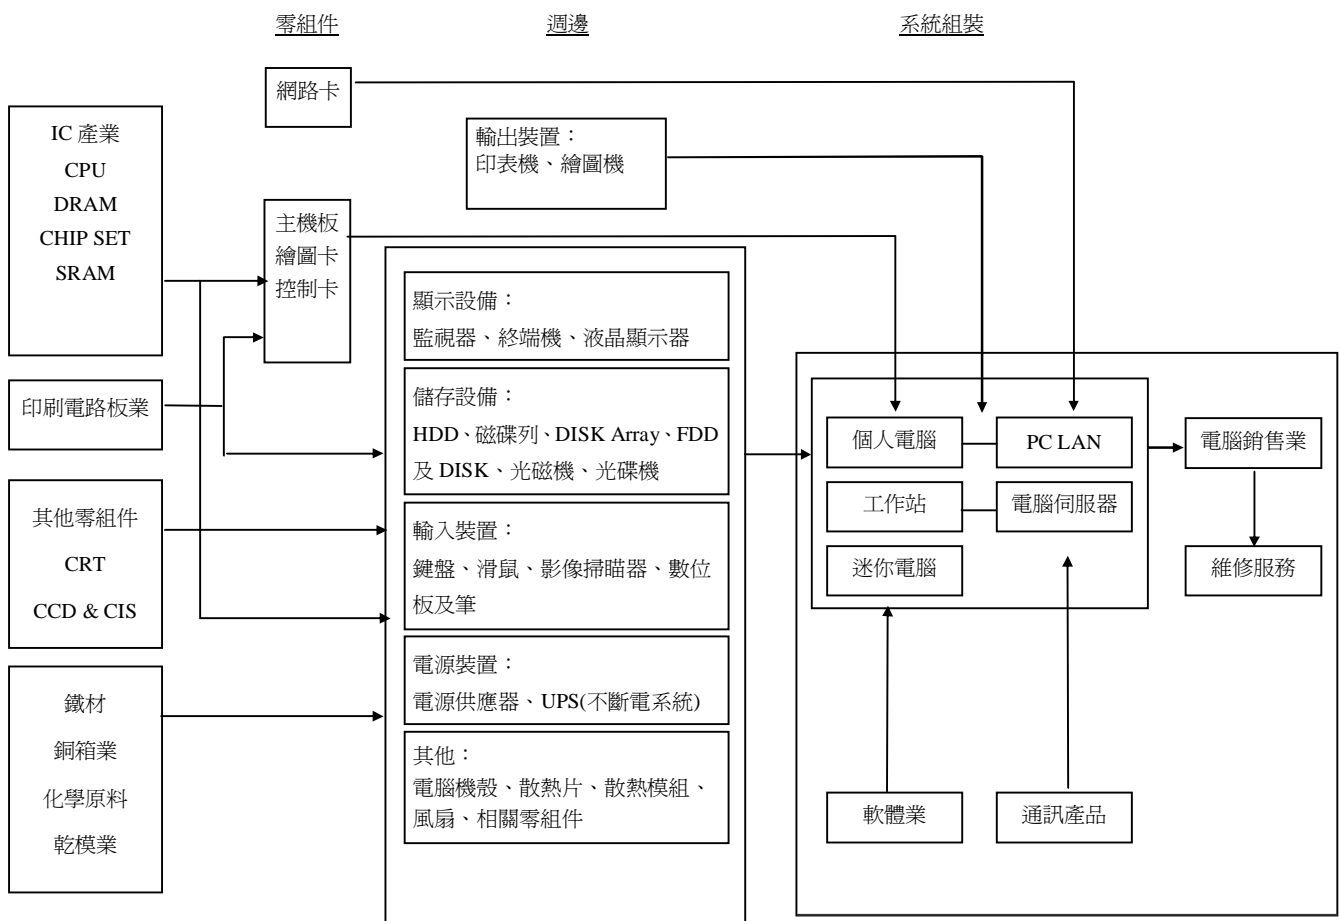 零組件
週邊
系統組裝
網路卡
IC 產業
CPU
DRAM
CHIP SET
SRAM
輸出裝置：
印表機、繪圖機
主機板
繪圖卡
控制卡
印刷電路板業
其他零組件
CRT
CCD & CIS
鐵材
銅箱業
化學原料
乾模業
顯示設備：
監視器、終端機、液晶顯示器
儲存設備：
HDD、磁碟列、DISK Array、FDD
及 DISK、光磁機、光碟機
輸入裝置：
鍵盤、滑鼠、影像掃瞄器、數位
板及筆
電源裝置：
電源供應器、UPS(不斷電系統)
其他：
電腦機殼、散熱片、散熱模組、
風扇、相關零組件
個人電腦
PC LAN
工作站
電腦伺服器
迷你電腦
電腦銷售業
維修服務
軟體業
通訊產品